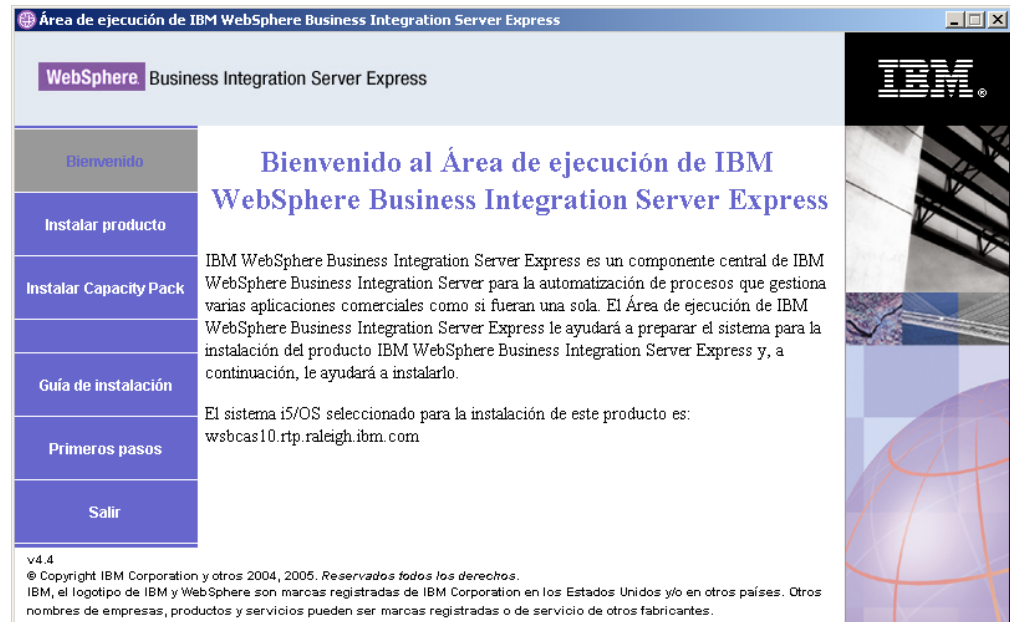 Área de ejecución de IBM WebSphere Business Integration Server Express
WebSphere. Business Integration Server Express
IBM®
Bienvenido
Instalar producto
Instalar Capacity Pack
Guía de instalación
Primeros pasos
Salir
Bienvenido al Área de ejecución de IBM
WebSphere Business Integration Server Express
IBM WebSphere Business Integration Server Express es un componente central de IBM
WebSphere Business Integration Server para la automatización de procesos que gestiona
varias aplicaciones comerciales como si fueran una sola. El Área de ejecución de IBM
WebSphere Business Integration Server Express le ayudará a preparar el sistema para la
instalación del producto IBM WebSphere Business Integration Server Express y, a
continuación, le ayudará a instalarlo.
El sistema i5/OS seleccionado para la instalación de este producto es:
wsbcas10.rtp.raleigh.ibm.com
v4.4
© Copyright IBM Corporation y otros 2004, 2005. Reservados todos los derechos.
IBM, el logotipo de IBM y WebSphere son marcas registradas de IBM Corporation en los Estados Unidos y/o en otros países. Otros
nombres de empresas, productos y servicios pueden ser marcas registradas o de servicio de otros fabricantes.